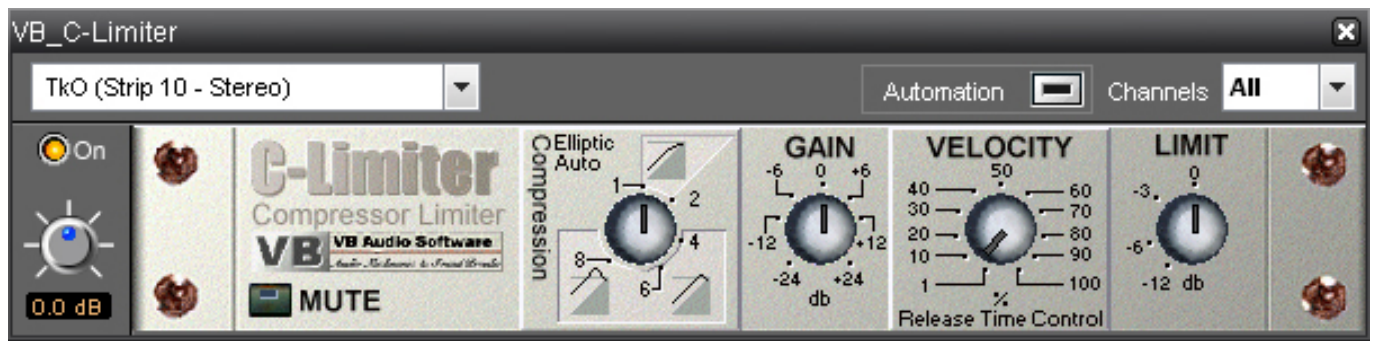 VB_C-Limiter
TkO (Strip 10 - Stereo)
Automation
Channels All
On
0.0 dB
C-Limiter
Compressor Limiter
VB VB Audio Software
MUTE
Compression
Elliptic
Auto
1
2
4
6
8
GAIN
-6 0 +6
-12 +12
-24 +24
db
VELOCITY
50
40 60
30 70
20 80
10 90
1 100
%
Release Time Control
LIMIT
0
-3
-6
-12 db